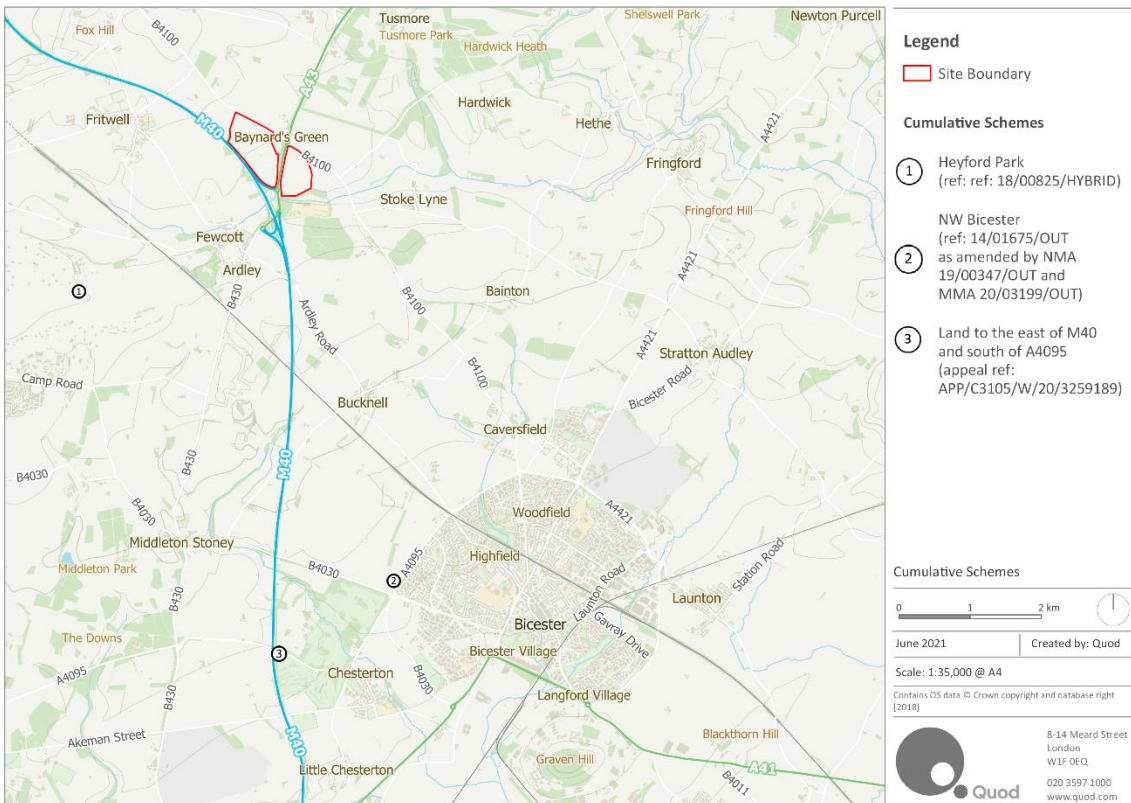 Tusmore
Tusmore Park
Shelswell Park
Newton Purcell
Fox Hill
B4100
Hardwick Heath
A43
Hardwick
A4421
Fritwell
M40
Baynard's Green
Hethe
B4100
Fringford
Stoke Lyne
Fringford Hill
Fewcott
Ardley
A4421
1
B430
Ardley Road
Bainton
B4100
Stratton Audley
B4100
Camp Road
Bucknell
Bicester Road
Caversfield
B430
B4030
M40
B4030
Woodfield
A4421
Middleton Stoney
Highfield
Middleton Park
B4030
2
A4095
Launton Road
Station Road
Launton
B430
Bicester
Gavray Drive
The Downs
3
Bicester Village
A4095
Chesterton
B4030
Langford Village
B430
Akeman Street
M40
Blackthorn Hill
Graven Hill
Little Chesterton
A41
B4011
Legend
Site Boundary
Cumulative Schemes
1
Heyford Park
(ref: ref: 18/00825/HYBRID)
2
NW Bicester
(ref: 14/01675/OUT
as amended by NMA
19/00347/OUT and
MMA 20/03199/OUT)
3
Land to the east of M40
and south of A4095
(appeal ref:
APP/C3105/W/20/3259189)
Cumulative Schemes
0 1 2 km
June 2021
Created by: Quod
Scale: 1:35,000 @ A4
Contains OS data © Crown copyright and database right
[2018]
Quod
8-14 Meard Street
London
W1F 0EQ
020 3597 1000
www.quod.com